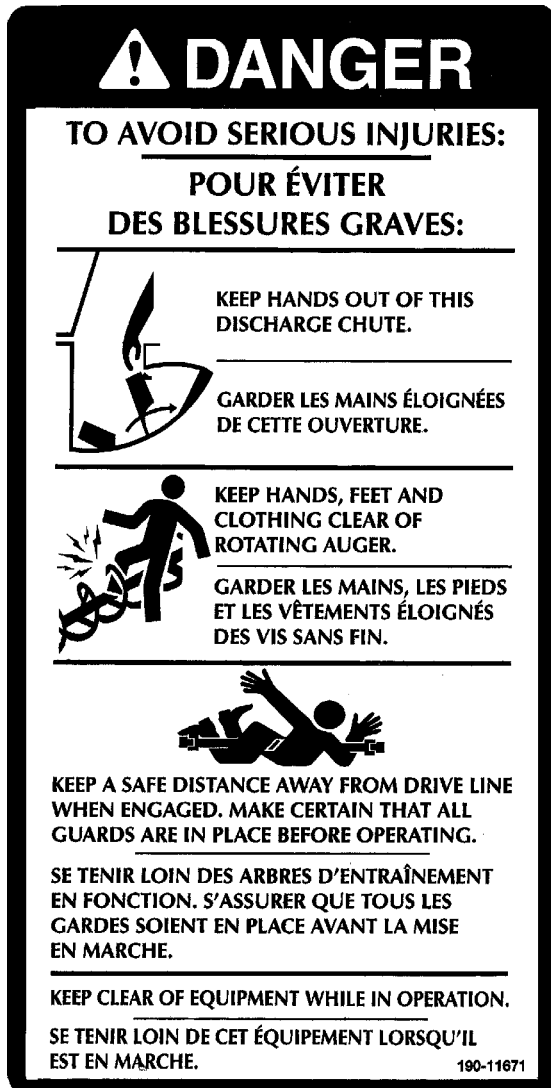 DANGER
TO AVOID SERIOUS INJURIES:
POUR ÉVITER
DES BLESSURES GRAVES:
KEEP HANDS OUT OF THIS
DISCHARGE CHUTE.
GARDER LES MAINS ÉLOIGNÉES
DE CETTE OUVERTURE.
KEEP HANDS, FEET AND
CLOTHING CLEAR OF
ROTATING AUGER.
GARDER LES MAINS, LES PIEDS
ET LES VÊTEMENTS ÉLOIGNÉS
DES VIS SANS FIN.
KEEP A SAFE DISTANCE AWAY FROM DRIVE LINE
WHEN ENGAGED. MAKE CERTAIN THAT ALL
GUARDS ARE IN PLACE BEFORE OPERATING.
SE TENIR LOIN DES ARBRES D'ENTRAÎNEMENT
EN FONCTION. S'ASSURER QUE TOUS LES
GARDES SOIENT EN PLACE AVANT LA MISE
EN MARCHE.
KEEP CLEAR OF EQUIPMENT WHILE IN OPERATION.
SE TENIR LOIN DE CET ÉQUIPEMENT LORSQU'IL
EST EN MARCHE.
190-11671